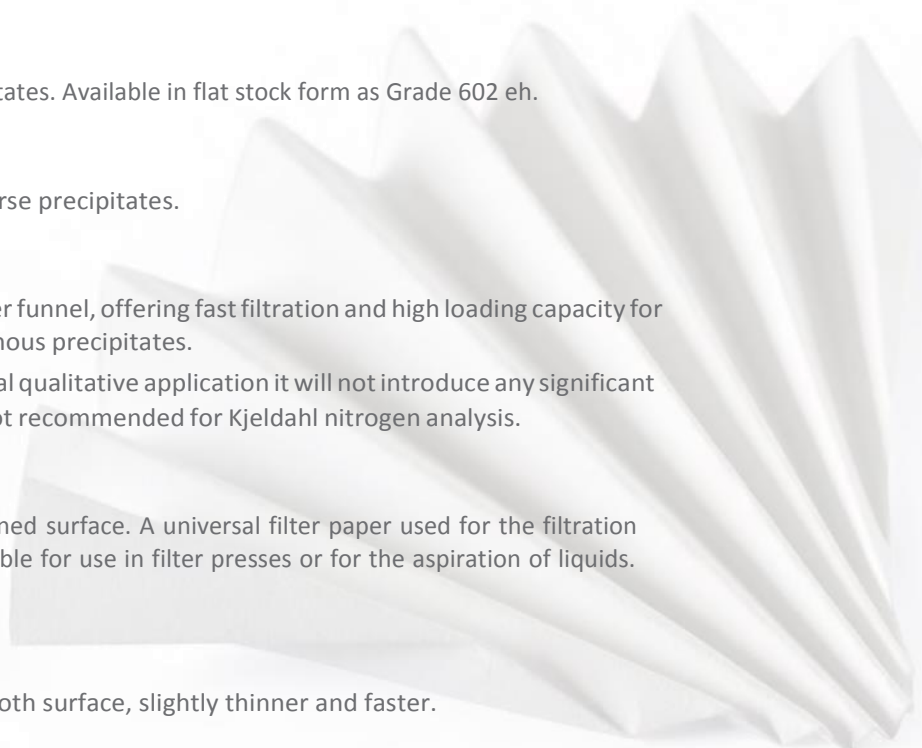 tates. Available in flat stock form as Grade 602 eh.
rse precipitates.
er funnel, offering fast filtration and high loading capacity for
nous precipitates.
al qualitative application it will not introduce any significant
ot recommended for Kjeldahl nitrogen analysis.
ned surface. A universal filter paper used for the filtration
ble for use in filter presses or for the aspiration of liquids.
oth surface, slightly thinner and faster.